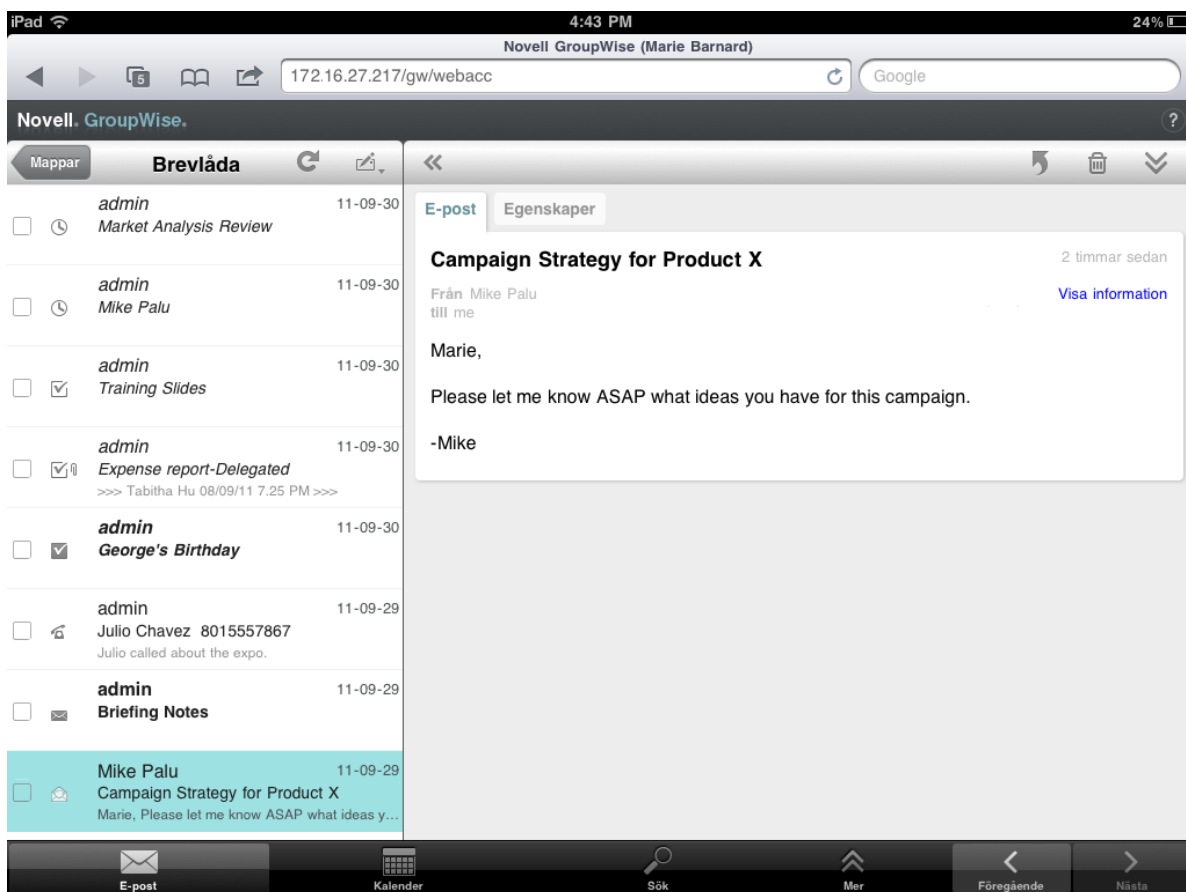 iPad 4:43 PM 24%
Novell GroupWise (Marie Barnard)
5 172.16.27.217/gw/webacc Google
Novell. GroupWise. ?
Mappar Brevlåda
admin 11-09-30
Market Analysis Review
admin 11-09-30
Mike Palu
admin 11-09-30
Training Slides
admin 11-09-30
Expense report-Delegated
>>> Tabitha Hu 08/09/11 7.25 PM >>>
admin 11-09-30
George's Birthday
admin 11-09-29
Julio Chavez 8015557867
Julio called about the expo.
admin 11-09-29
Briefing Notes
Mike Palu 11-09-29
Campaign Strategy for Product X
Marie, Please let me know ASAP what ideas y...
E-post Egenskaper
Campaign Strategy for Product X 2 timmar sedan
Från Mike Palu Visa information
till me
Marie,
Please let me know ASAP what ideas you have for this campaign.
-Mike
E-post Kalender Sök Mer Föregående Nästa